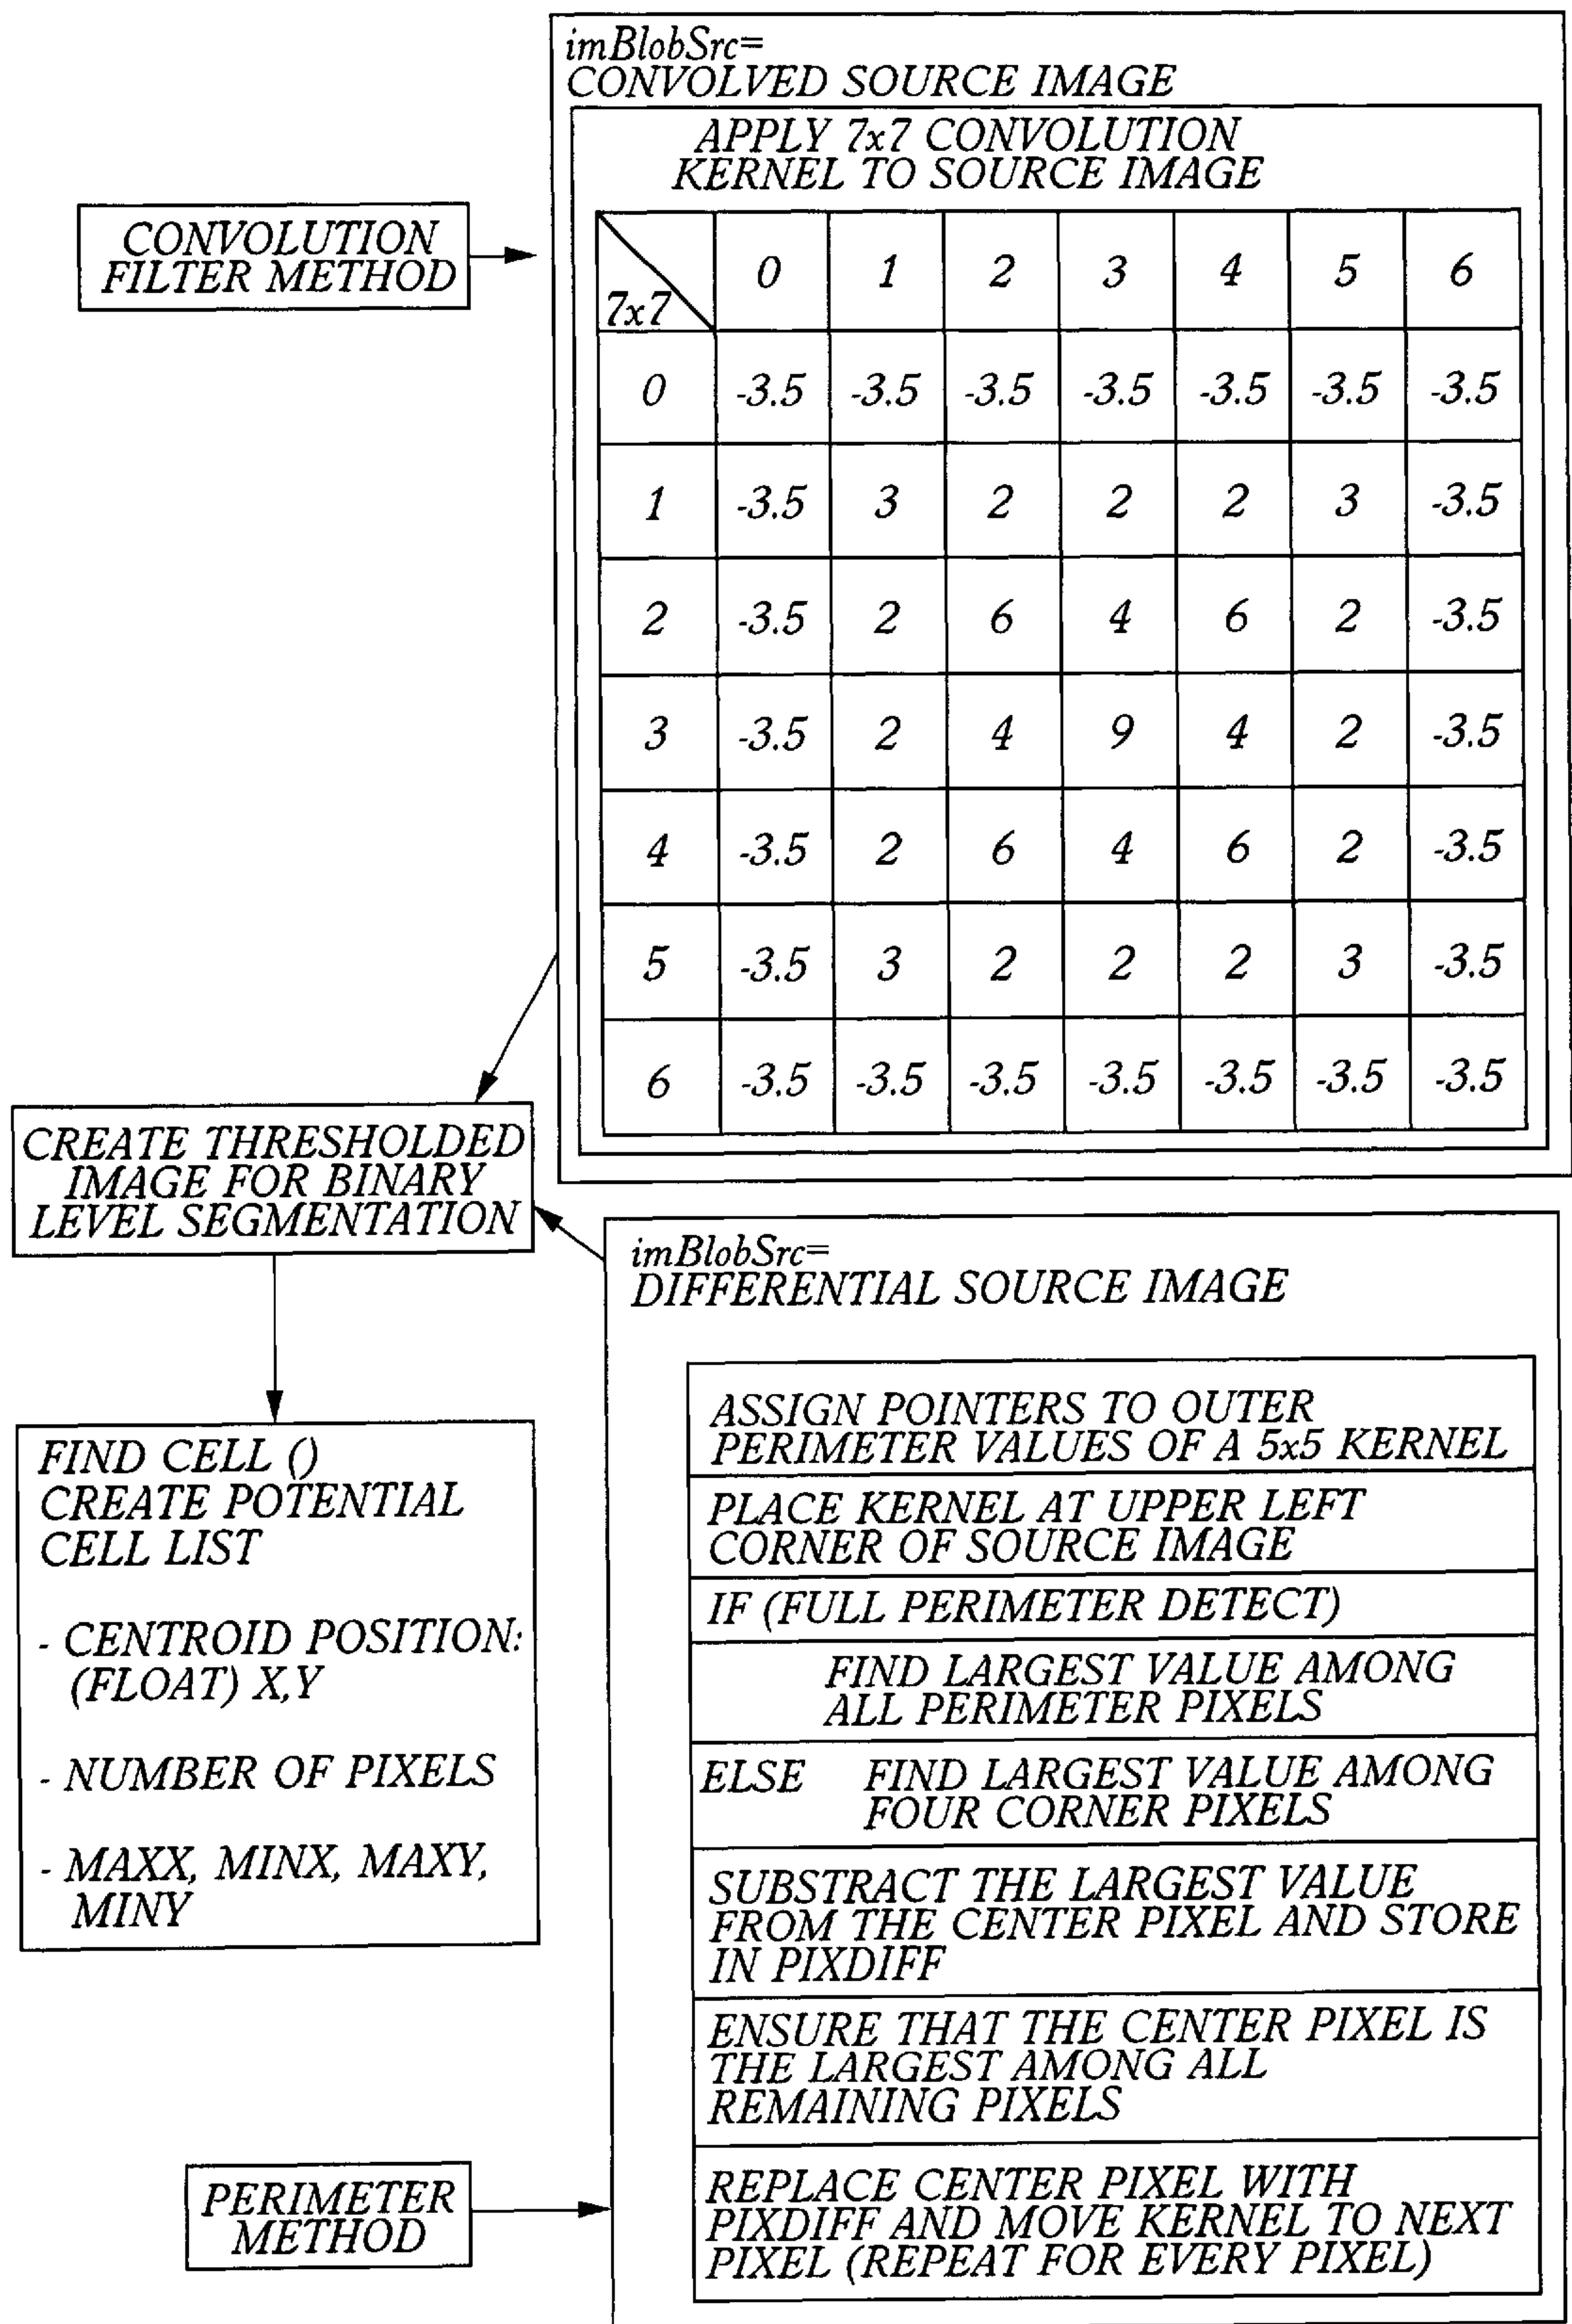 imBlobSrc=
CONVOLVED SOURCE IMAGE
APPLY 7x7 CONVOLUTION
KERNEL TO SOURCE IMAGE
CONVOLUTION
FILTER METHOD
7x7 0 1 2 3 4 5 6
0 -3.5 -3.5 -3.5 -3.5 -3.5 -3.5 -3.5
1 -3.5 3 2 2 2 3 -3.5
2 -3.5 2 6 4 6 2 -3.5
3 -3.5 2 4 9 4 2 -3.5
4 -3.5 2 6 4 6 2 -3.5
5 -3.5 3 2 2 2 3 -3.5
6 -3.5 -3.5 -3.5 -3.5 -3.5 -3.5 -3.5
CREATE THRESHOLDED
IMAGE FOR BINARY
LEVEL SEGMENTATION
FIND CELL ()
CREATE POTENTIAL
CELL LIST
- CENTROID POSITION:
(FLOAT) X,Y
- NUMBER OF PIXELS
- MAXX, MINX, MAXY,
MINY
imBlobSrc=
DIFFERENTIAL SOURCE IMAGE
ASSIGN POINTERS TO OUTER
PERIMETER VALUES OF A 5x5 KERNEL
PLACE KERNEL AT UPPER LEFT
CORNER OF SOURCE IMAGE
IF (FULL PERIMETER DETECT)
FIND LARGEST VALUE AMONG
ALL PERIMETER PIXELS
ELSE FIND LARGEST VALUE AMONG
FOUR CORNER PIXELS
SUBSTRACT THE LARGEST VALUE
FROM THE CENTER PIXEL AND STORE
IN PIXDIFF
ENSURE THAT THE CENTER PIXEL IS
THE LARGEST AMONG ALL
REMAINING PIXELS
REPLACE CENTER PIXEL WITH
PIXDIFF AND MOVE KERNEL TO NEXT
PIXEL (REPEAT FOR EVERY PIXEL)
PERIMETER
METHOD